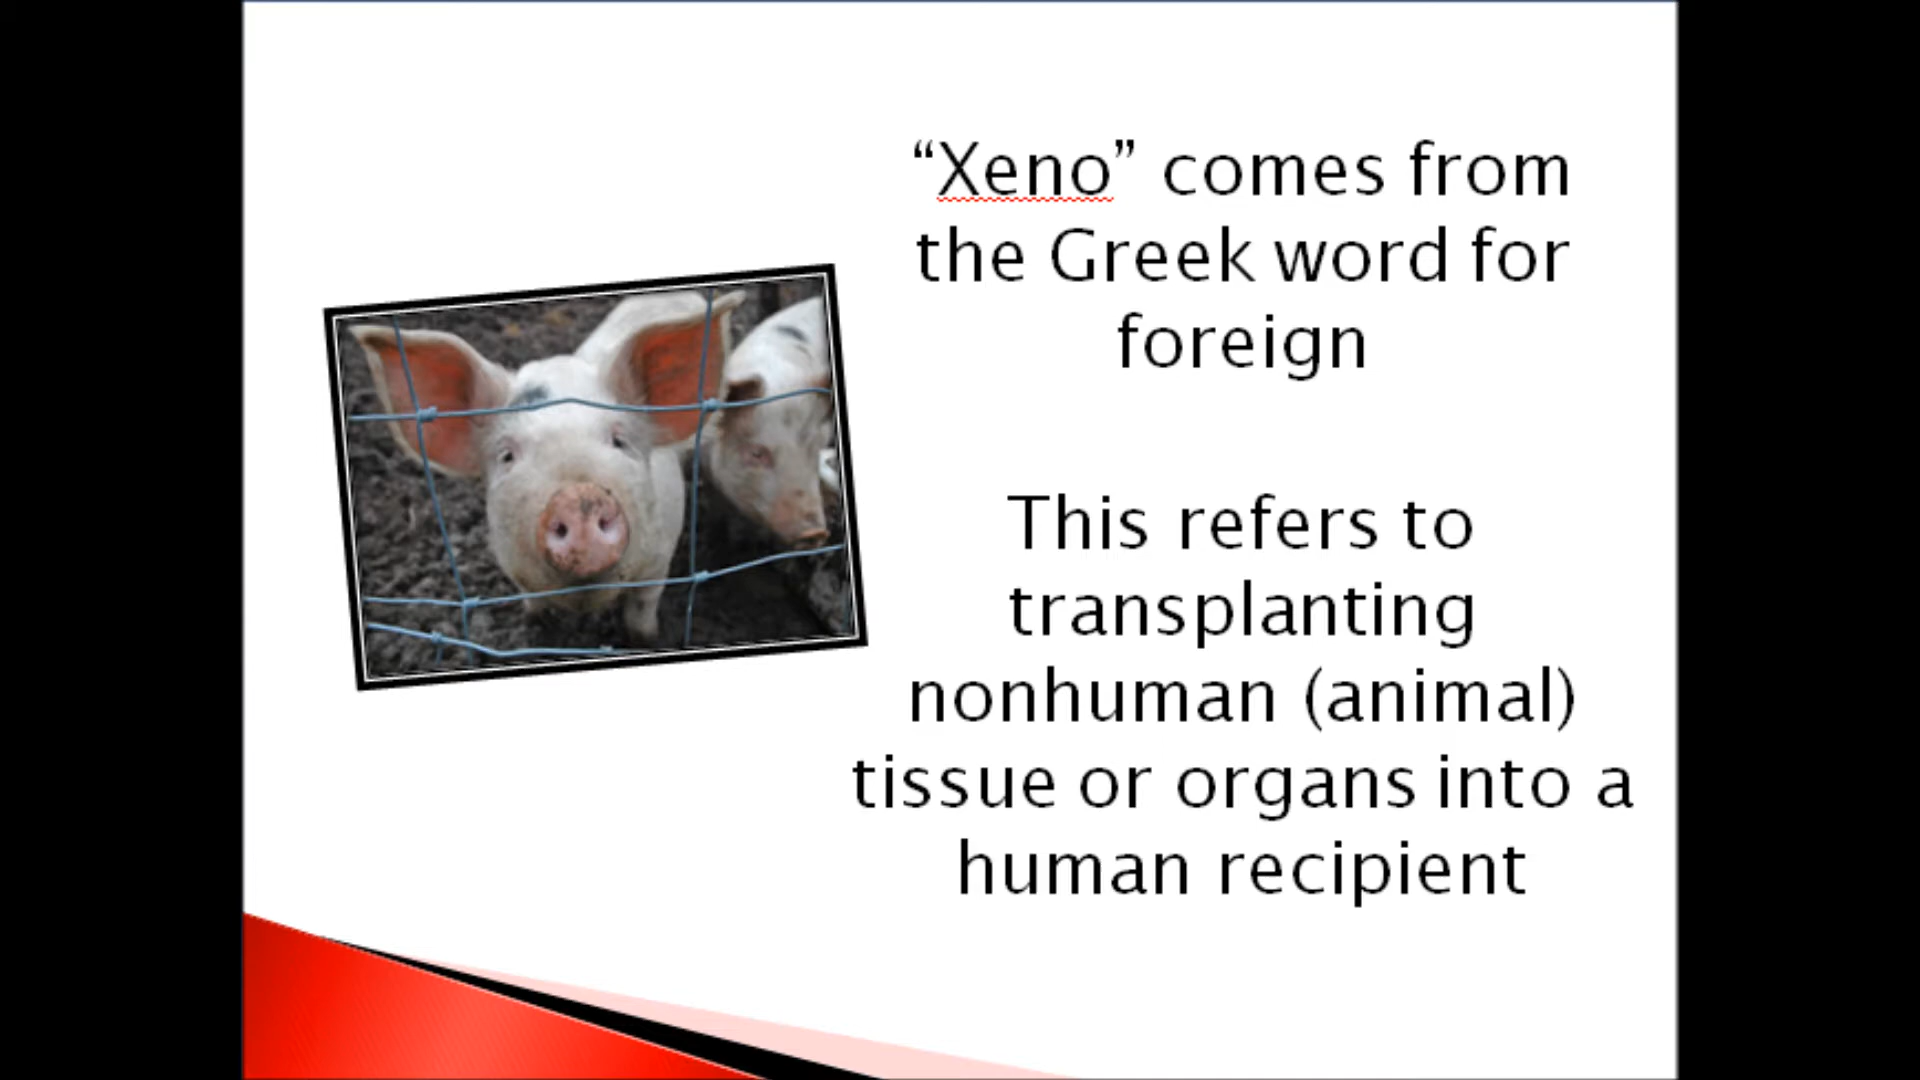 “Xeno” comes from
the Greek word for
foreign
This refers to
transplanting
nonhuman (animal)
tissue or organs into a
human recipient